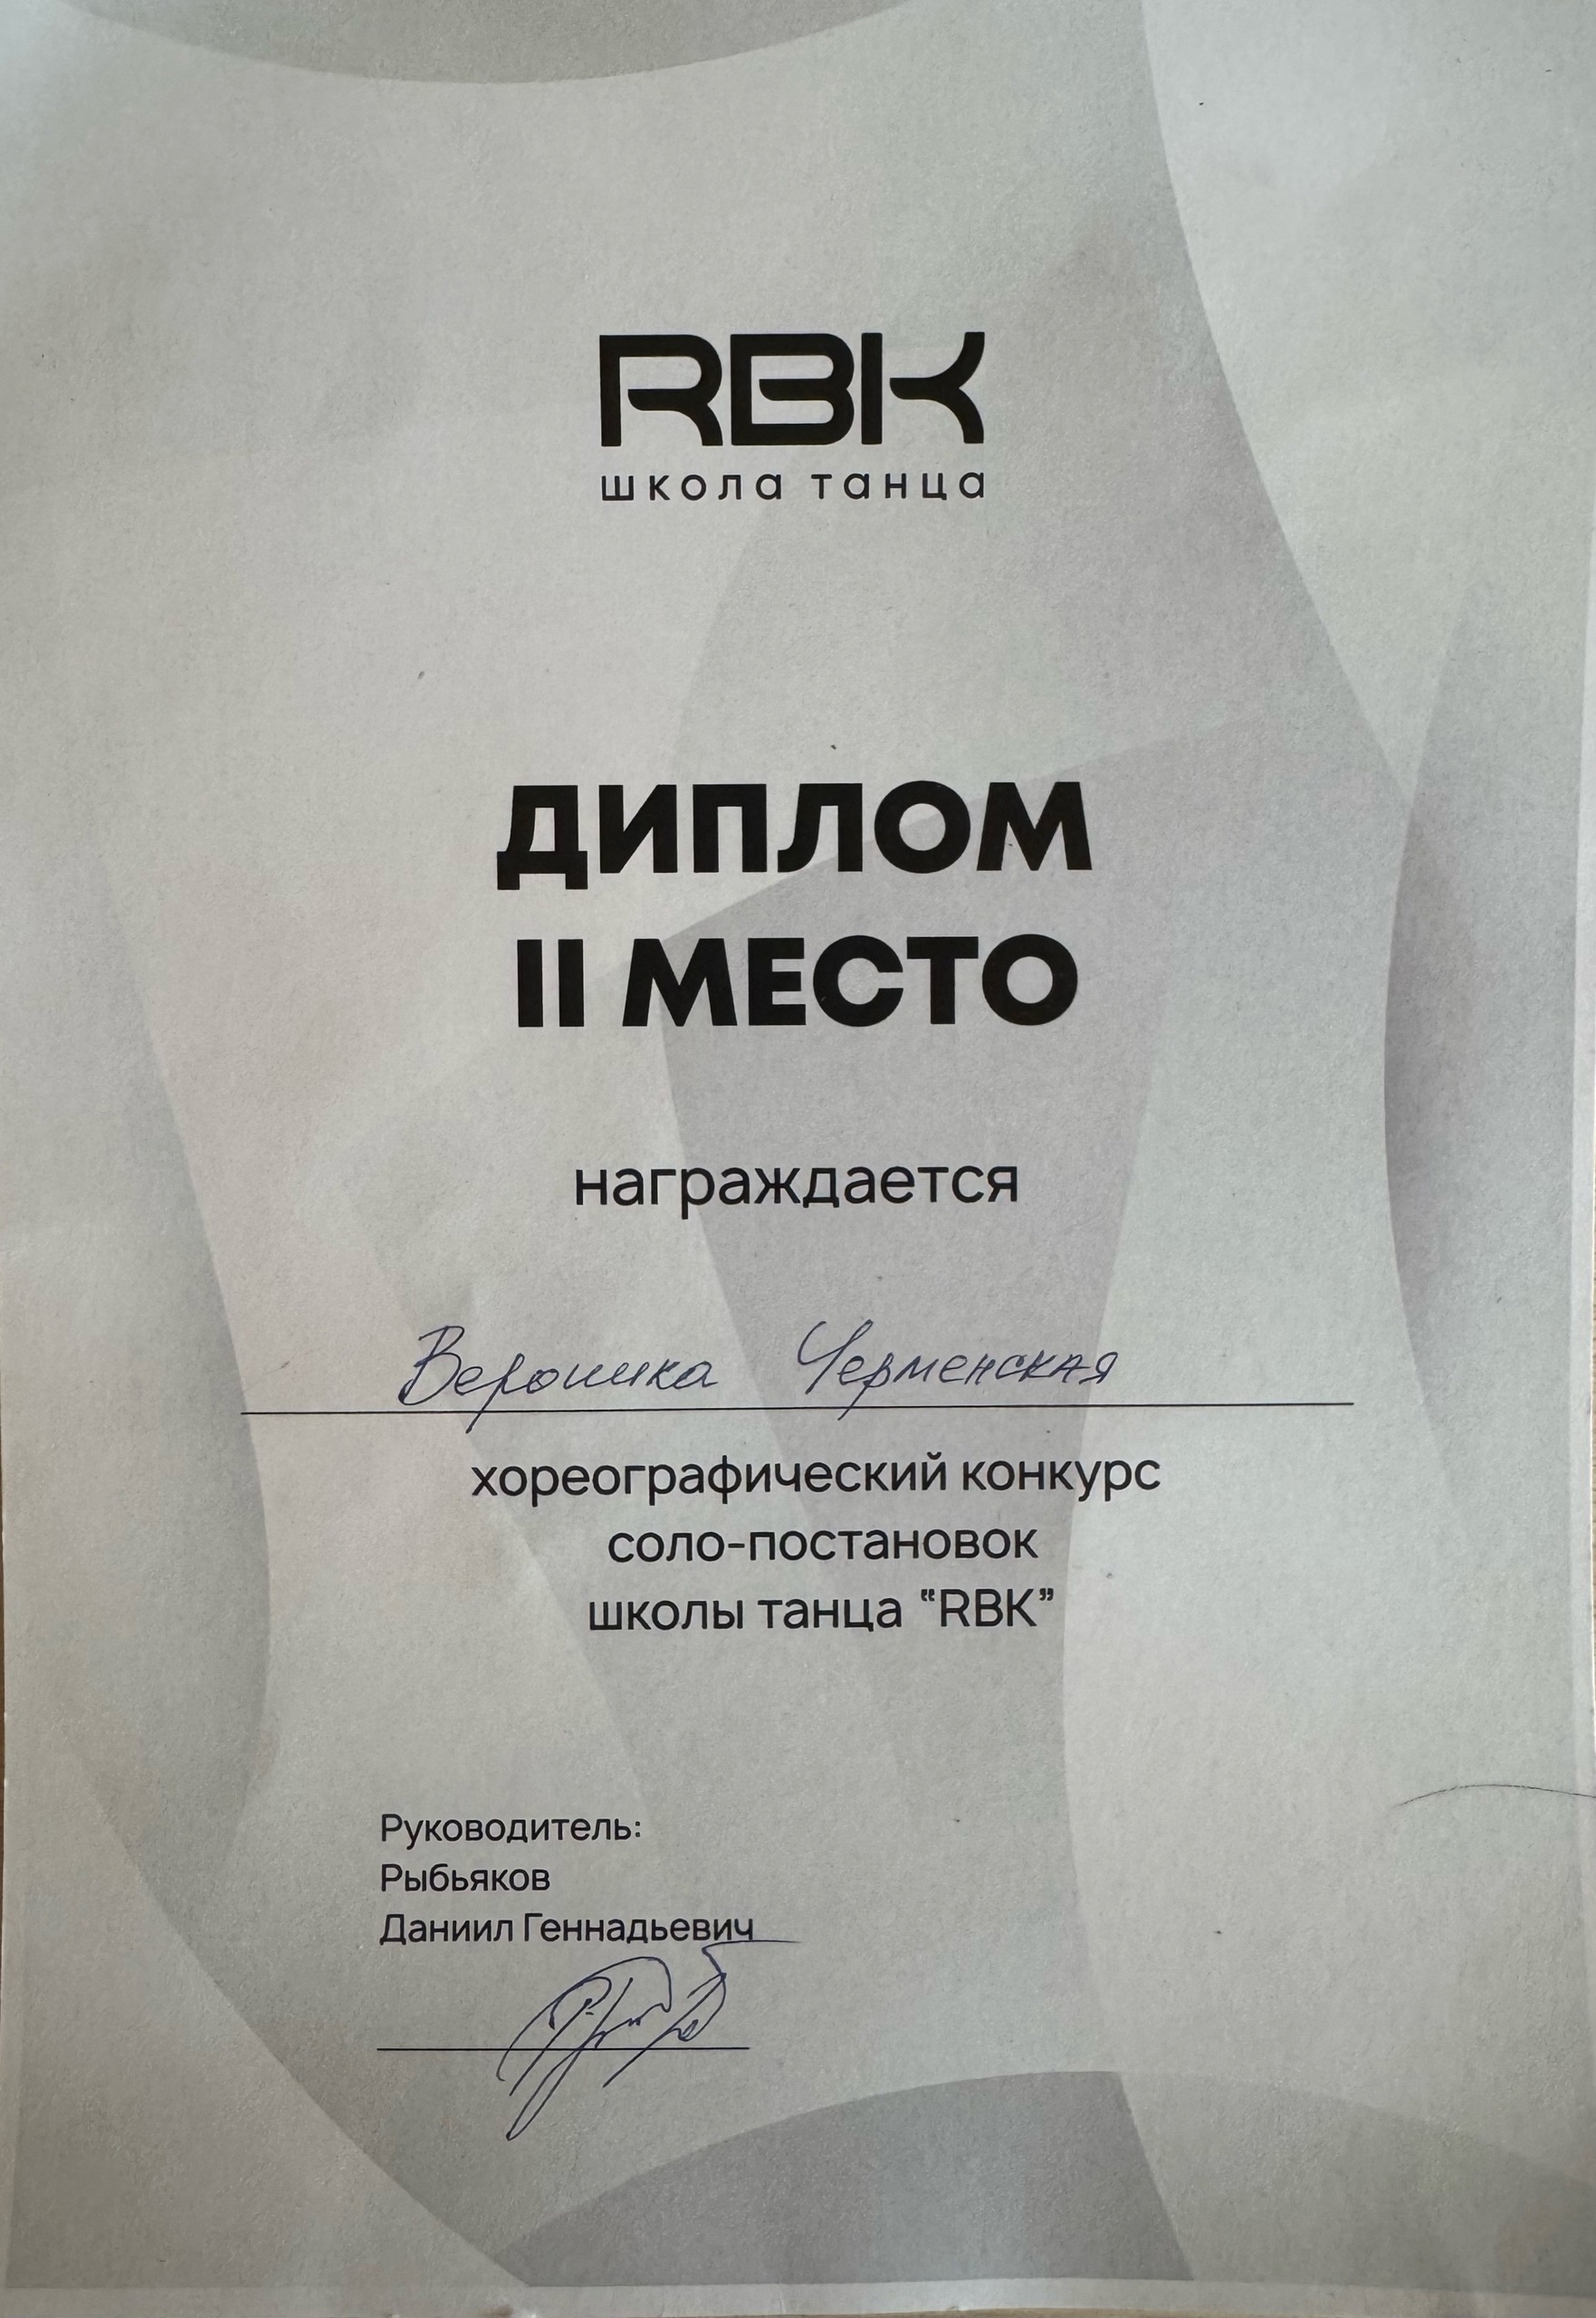 RBK
школа танца
ДИПЛОМ
II МЕСТО
награждается
Вероника Черменская
хореографический конкурс
соло-постановок
школы танца “RBK”
Руководитель:
Рыбьяков
Даниил Геннадьевич